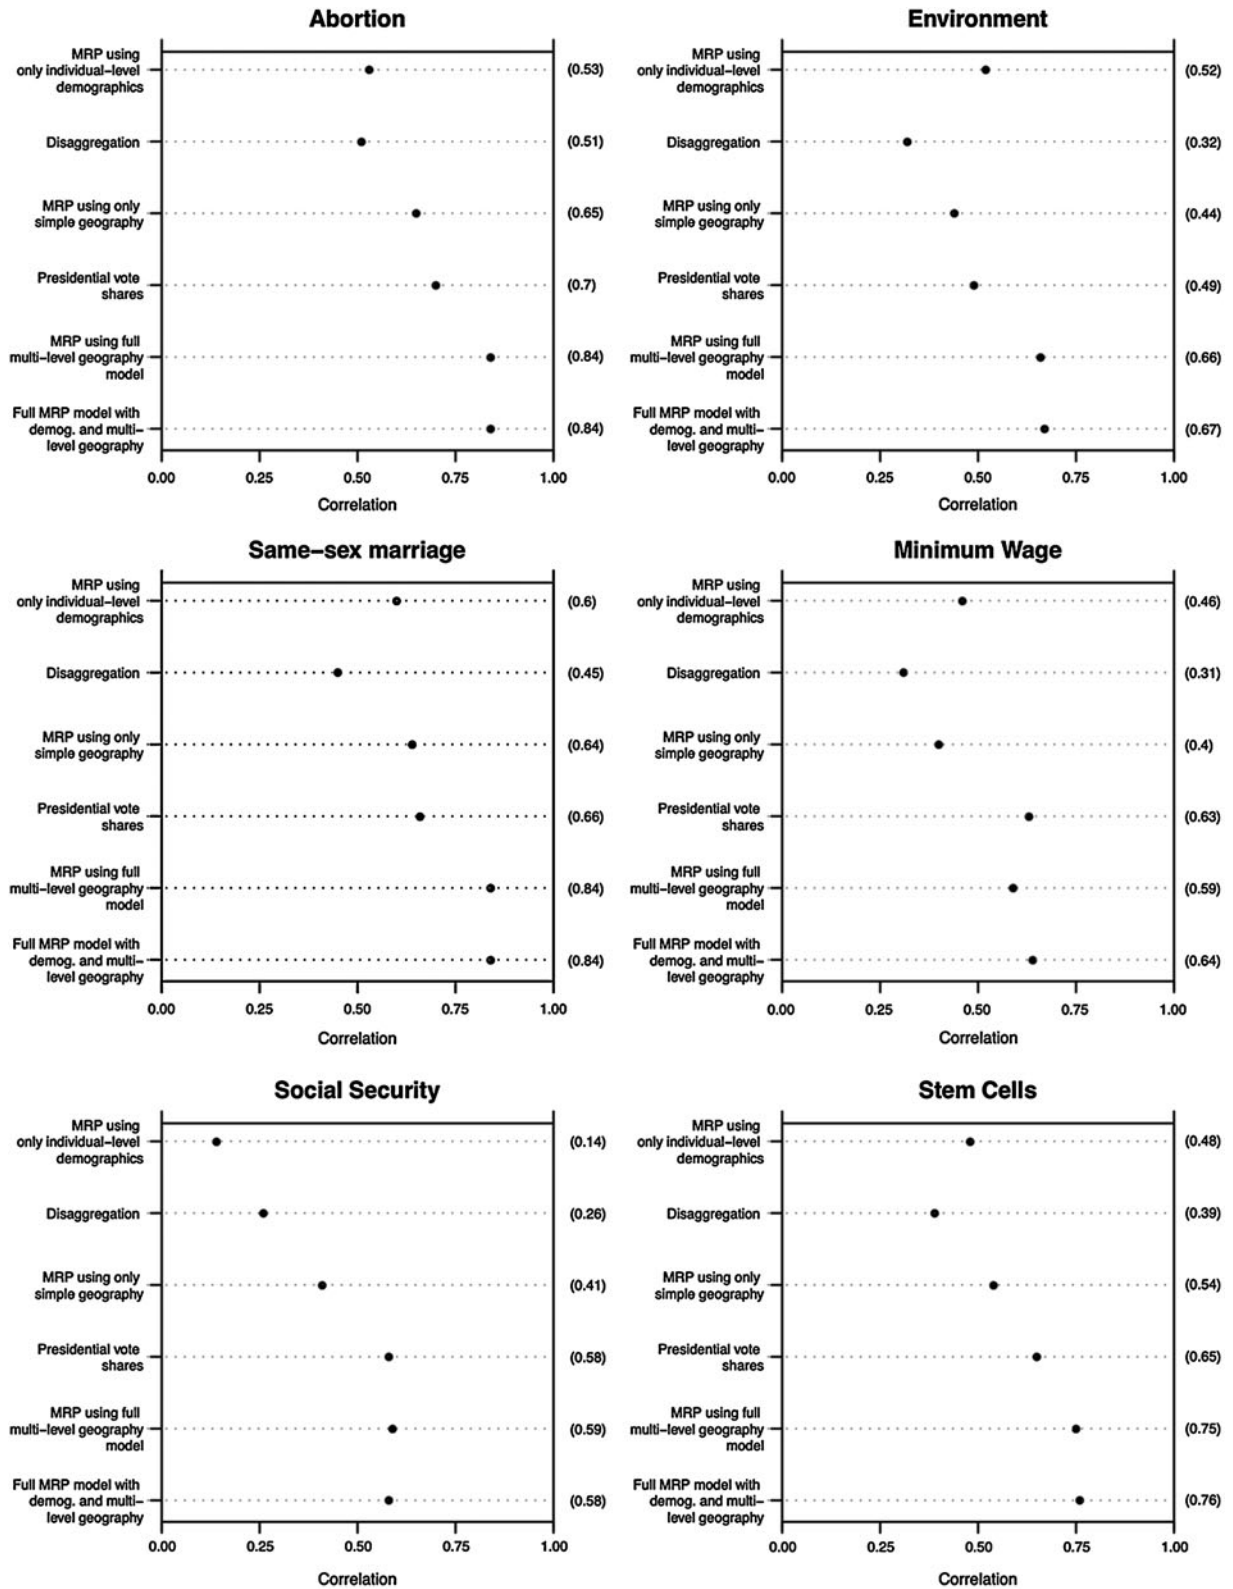 Abortion
MRP using
only individual–level
demographics
(0.53)
Disaggregation
(0.51)
MRP using only
simple geography
(0.65)
Presidential vote
shares
(0.7)
MRP using full
multi–level geography
model
(0.84)
Full MRP model with
demog. and multi–
level geography
(0.84)
0.00 0.25 0.50 0.75 1.00
Correlation
Environment
MRP using
only individual–level
demographics
(0.52)
Disaggregation
(0.32)
MRP using only
simple geography
(0.44)
Presidential vote
shares
(0.49)
MRP using full
multi–level geography
model
(0.66)
Full MRP model with
demog. and multi–
level geography
(0.67)
0.00 0.25 0.50 0.75 1.00
Correlation
Same–sex marriage
MRP using
only individual–level
demographics
(0.6)
Disaggregation
(0.45)
MRP using only
simple geography
(0.64)
Presidential vote
shares
(0.66)
MRP using full
multi–level geography
model
(0.84)
Full MRP model with
demog. and multi–
level geography
(0.84)
0.00 0.25 0.50 0.75 1.00
Correlation
Minimum Wage
MRP using
only individual–level
demographics
(0.46)
Disaggregation
(0.31)
MRP using only
simple geography
(0.4)
Presidential vote
shares
(0.63)
MRP using full
multi–level geography
model
(0.59)
Full MRP model with
demog. and multi–
level geography
(0.64)
0.00 0.25 0.50 0.75 1.00
Correlation
Social Security
MRP using
only individual–level
demographics
(0.14)
Disaggregation
(0.26)
MRP using only
simple geography
(0.41)
Presidential vote
shares
(0.58)
MRP using full
multi–level geography
model
(0.59)
Full MRP model with
demog. and multi–
level geography
(0.58)
0.00 0.25 0.50 0.75 1.00
Correlation
Stem Cells
MRP using
only individual–level
demographics
(0.48)
Disaggregation
(0.39)
MRP using only
simple geography
(0.54)
Presidential vote
shares
(0.65)
MRP using full
multi–level geography
model
(0.75)
Full MRP model with
demog. and multi–
level geography
(0.76)
0.00 0.25 0.50 0.75 1.00
Correlation